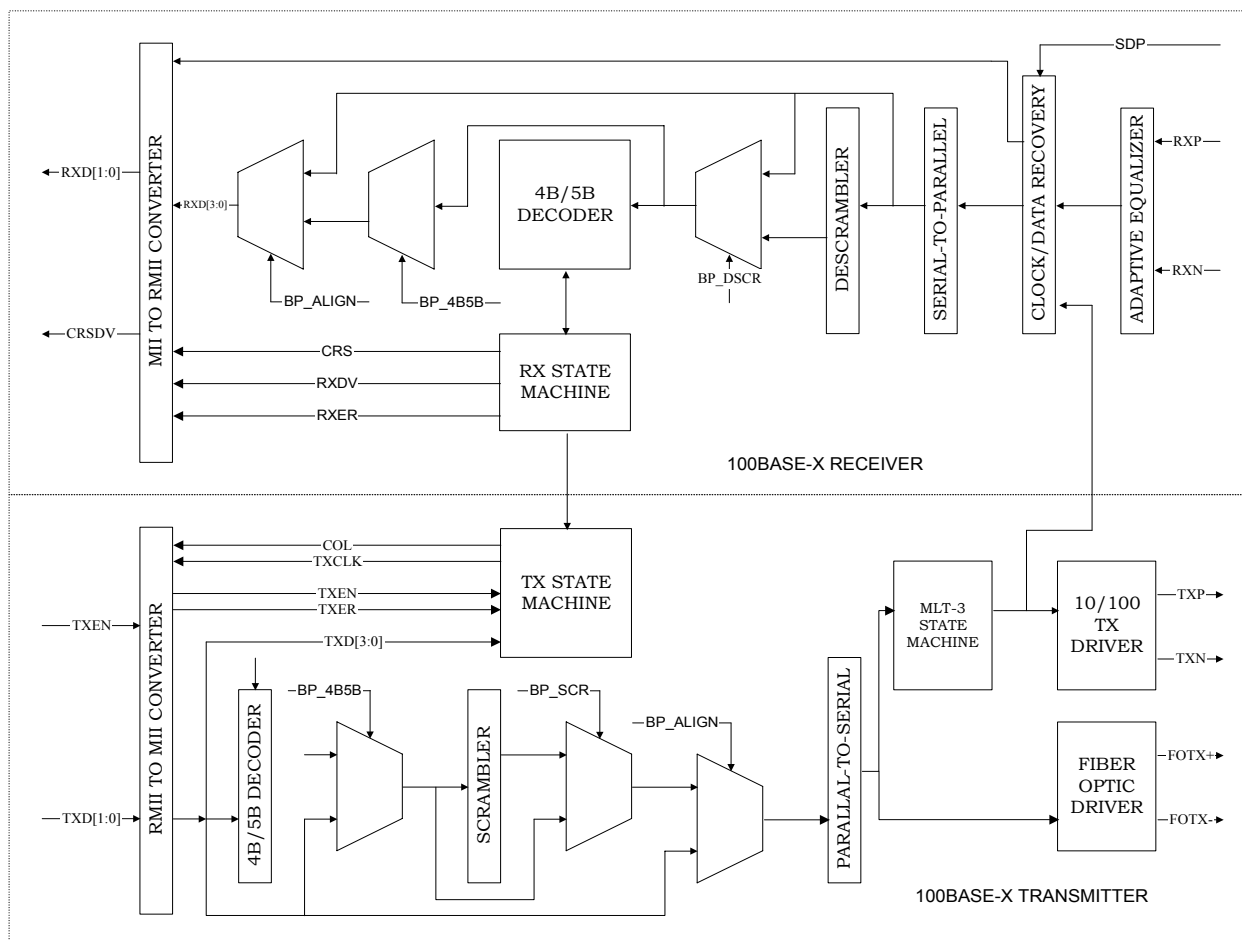 SDP
MII TO RMII CONVERTER
CLOCK/DATA RECOVERY
ADAPTIVE EQUALIZER
SERIAL-TO-PARALLEL
DESCRAMBLER
RXP
RXD[1:0]
4B/5B
DECODER
RXD[3:0]
RXN
BP_DSCR
BP_ALIGN
BP_4B5B
CRSDV
CRS
RXDV
RXER
RX STATE
MACHINE
100BASE-X RECEIVER
RMII TO MII CONVERTER
COL
TXCLK
TXEN
TXER
TXD[3:0]
TX STATE
MACHINE
TXEN
MLT-3
STATE
MACHINE
10/100
TX
DRIVER
TXP
TXN
BP_4B5B
BP_SCR
BP_ALIGN
4B/5B DECODER
SCRAMBLER
PARALLAL-TO-SERIAL
FIBER
OPTIC
DRIVER
FOTX+
FOTX-
TXD[1:0]
100BASE-X TRANSMITTER